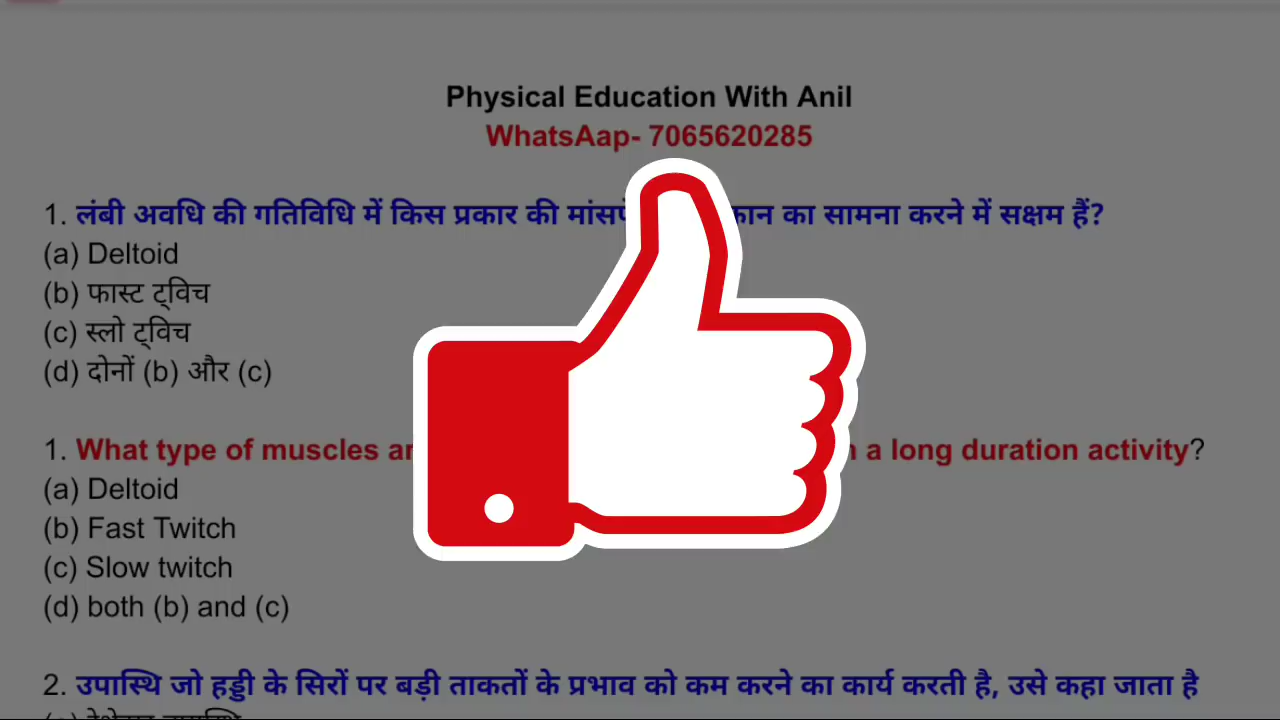 Physical Education With Anil
WhatsAap- 7065620285
1. लंबी अवधि की गतिविधि में किस प्रकार की का सामना करने में सक्षम हैं?
(a) Deltoid
(b) फास्ट ट्विच
(c) स्लो ट्विच
(d) दोनों (b) और (c)
1. What type of muscles a long duration activity?
(a) Deltoid
(b) Fast Twitch
(c) Slow twitch
(d) both (b) and (c)
2. उपास्थि जो हड्डी के सिरों पर बड़ी ताकतों के प्रभाव को कम करने का कार्य करती है, उसे कहा जाता है